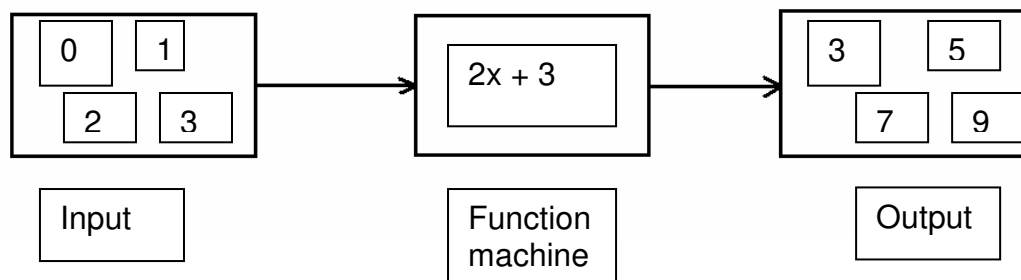 0 1
2 3
2x + 3
3 5
7 9
Input
Function
machine
Output